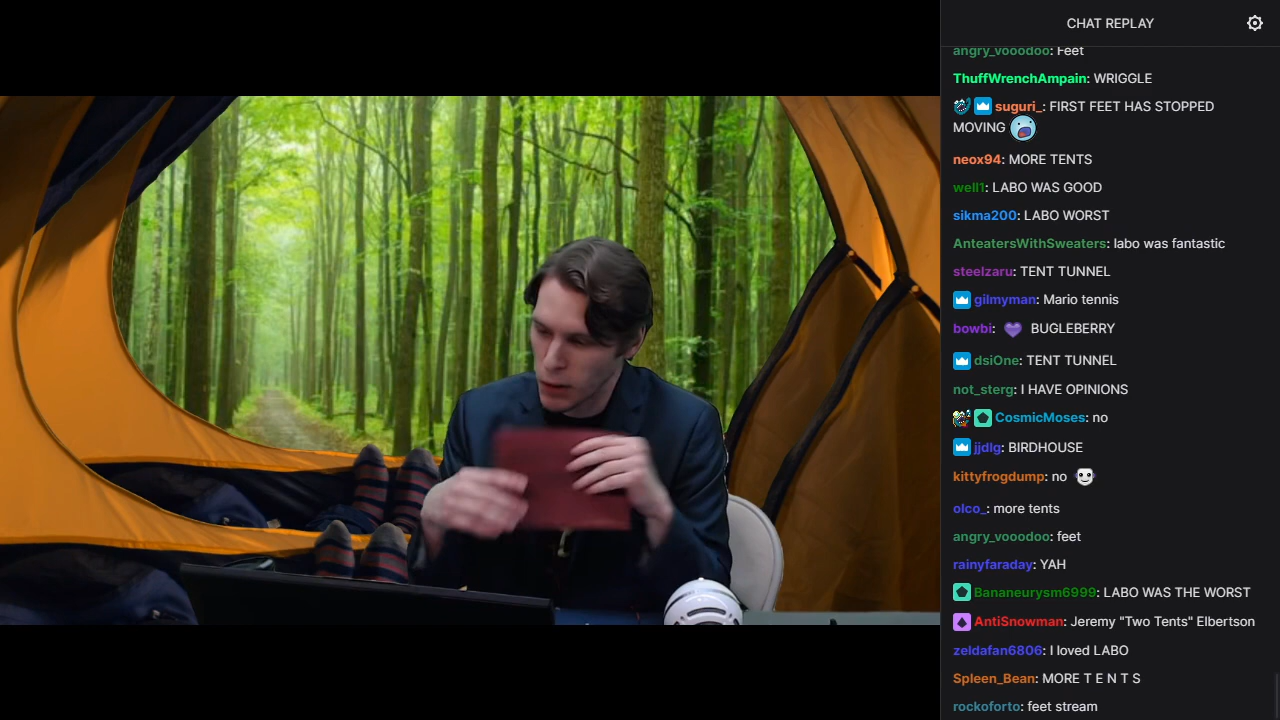 CHAT REPLAY
angry_vooodoo: Feet
ThuffWrenchAmpain: WRIGGLE
suguri_: FIRST FEET HAS STOPPED
MOVING
neox94: MORE TENTS
well1: LABO WAS GOOD
sikma200: LABO WORST
AnteatersWithSweaters: labo was fantastic
steelzaru: TENT TUNNEL
gilmyman: Mario tennis
bowbi: BUGLEBERRY
dsiOne: TENT TUNNEL
not_sterg: I HAVE OPINIONS
CosmicMoses: no
jjdlg: BIRDHOUSE
kittyfrogdump: no
olco_: more tents
angry_vooodoo: feet
rainyfaraday: YAH
Bananeurysm6999: LABO WAS THE WORST
AntiSnowman: Jeremy "Two Tents" Elbertson
zeldafan6806: I loved LABO
Spleen_Bean: MORE T E N T S
rockoforto: feet stream